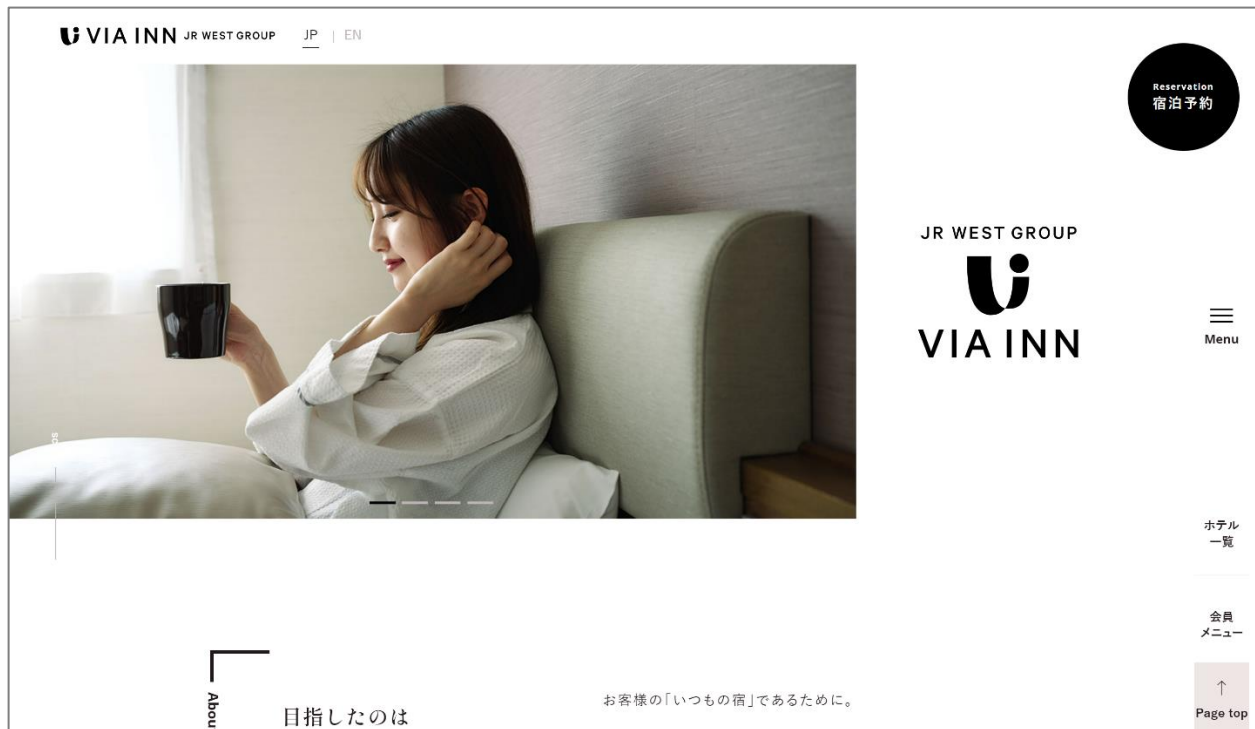 VIA INN JR WEST GROUP
JP | EN
Reservation
宿泊予約
JR WEST GROUP
VIA INN
Menu
ホテル
一覧
会員
メニュー
↑
Page top
お客様の「いつもの宿」であるために。
目指したのは